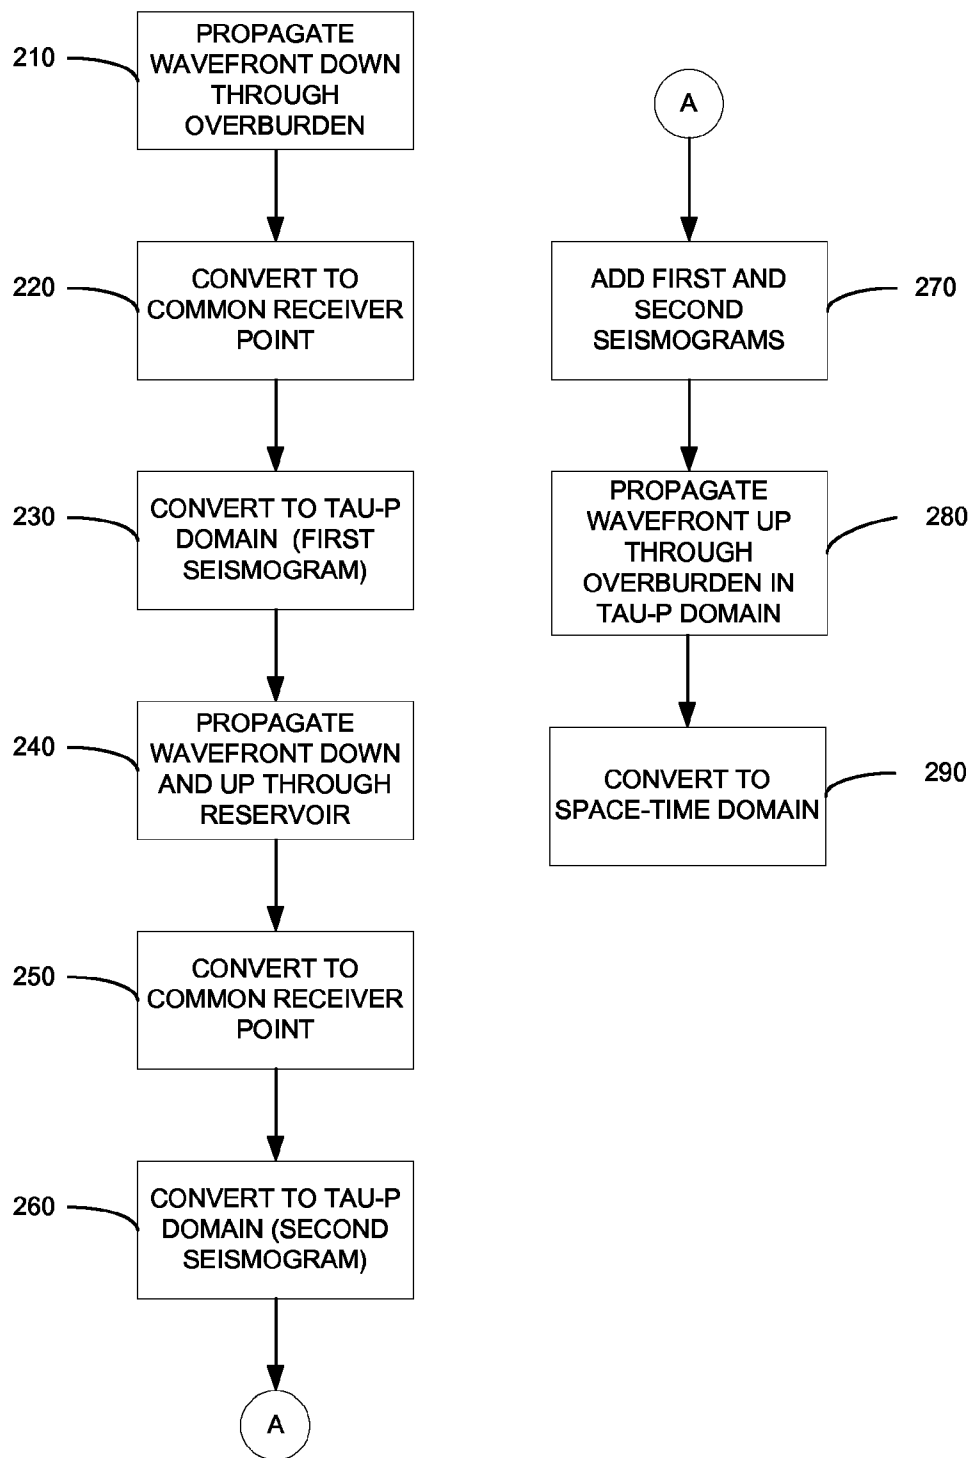 210
PROPAGATE
WAVEFRONT DOWN
THROUGH
OVERBURDEN
220
CONVERT TO
COMMON RECEIVER
POINT
230
CONVERT TO TAU-P
DOMAIN (FIRST
SEISMOGRAM)
240
PROPAGATE
WAVEFRONT DOWN
AND UP THROUGH
RESERVOIR
250
CONVERT TO
COMMON RECEIVER
POINT
260
CONVERT TO TAU-P
DOMAIN (SECOND
SEISMOGRAM)
A
A
ADD FIRST AND
SECOND
SEISMOGRAMS
270
PROPAGATE
WAVEFRONT UP
THROUGH
OVERBURDEN IN
TAU-P DOMAIN
280
CONVERT TO
SPACE-TIME DOMAIN
290